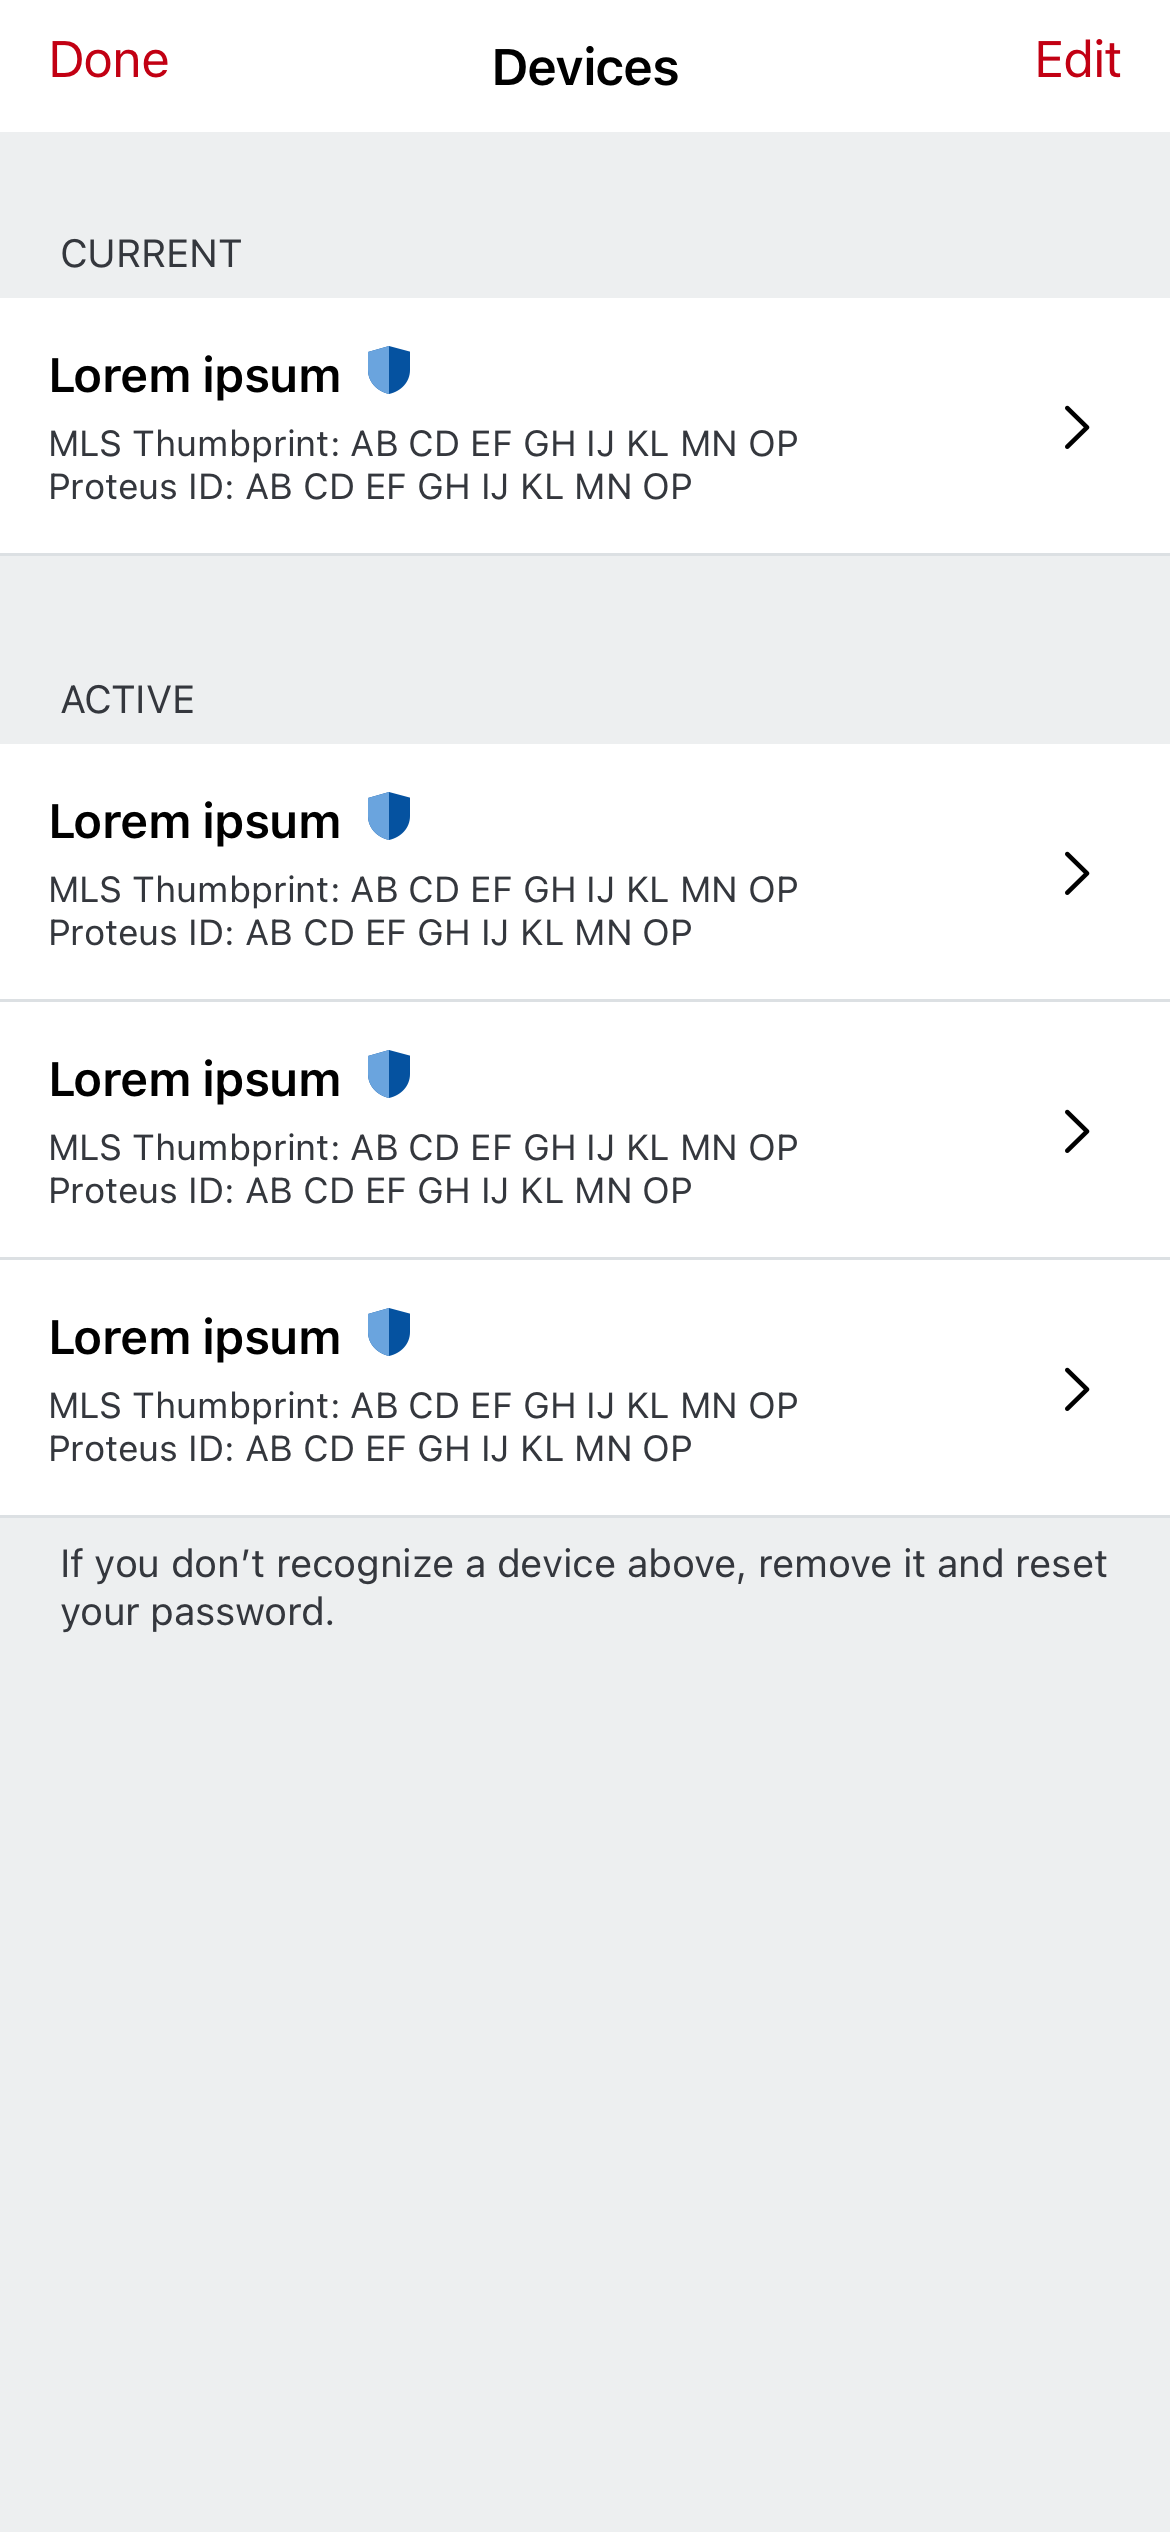 Done
Devices
Edit
CURRENT
Lorem ipsum
MLS Thumbprint: AB CD EF GH IJ KL MN OP
Proteus ID: AB CD EF GH IJ KL MN OP
ACTIVE
Lorem ipsum
MLS Thumbprint: AB CD EF GH IJ KL MN OP
Proteus ID: AB CD EF GH IJ KL MN OP
Lorem ipsum
MLS Thumbprint: AB CD EF GH IJ KL MN OP
Proteus ID: AB CD EF GH IJ KL MN OP
Lorem ipsum
MLS Thumbprint: AB CD EF GH IJ KL MN OP
Proteus ID: AB CD EF GH IJ KL MN OP
If you don’t recognize a device above, remove it and reset
your password.